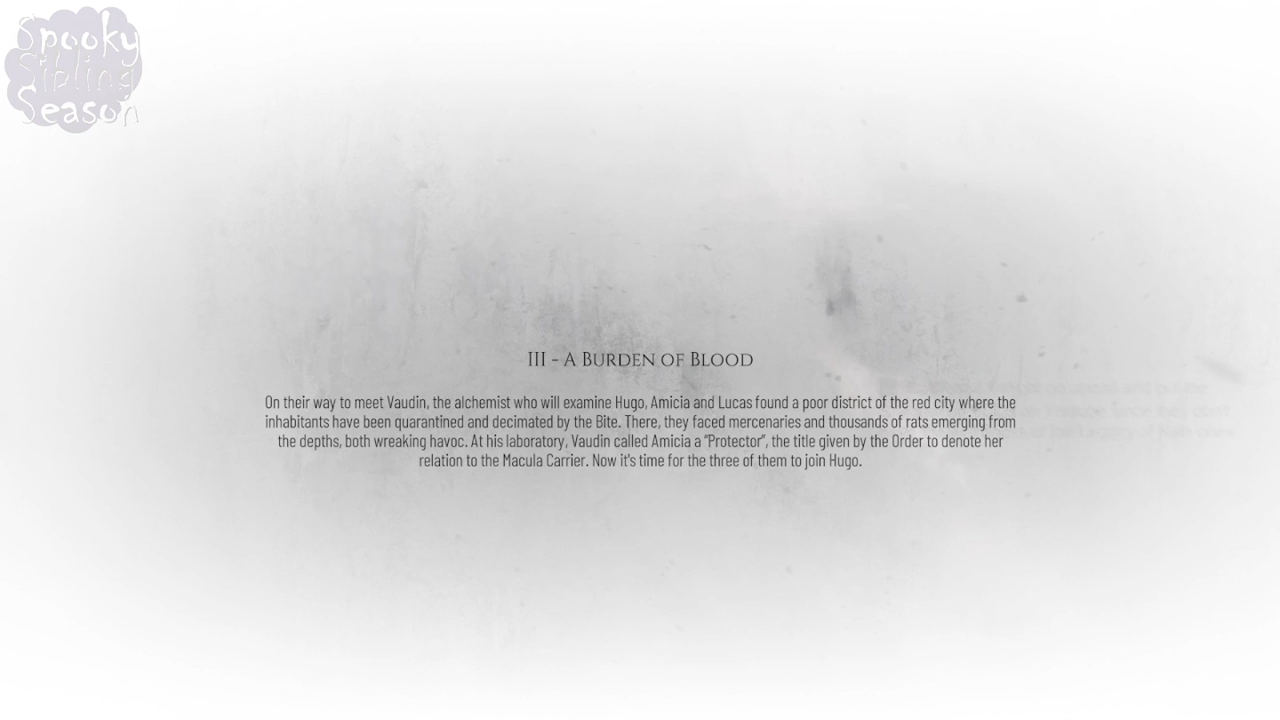 Spooky
Sipling
Season
III - A Burden of Blood
On their way to meet Vaudin, the alchemist who will examine Hugo, Amicia and Lucas found a poor district of the red city where the
inhabitants have been quarantined and decimated by the Bite. There, they faced mercenaries and thousands of rats emerging from
the depths, both wreaking havoc. At his laboratory, Vaudin called Amicia a "Protector", the title given by the Order to denote her
relation to the Macula Carrier. Now it's time for the three of them to join Hugo.